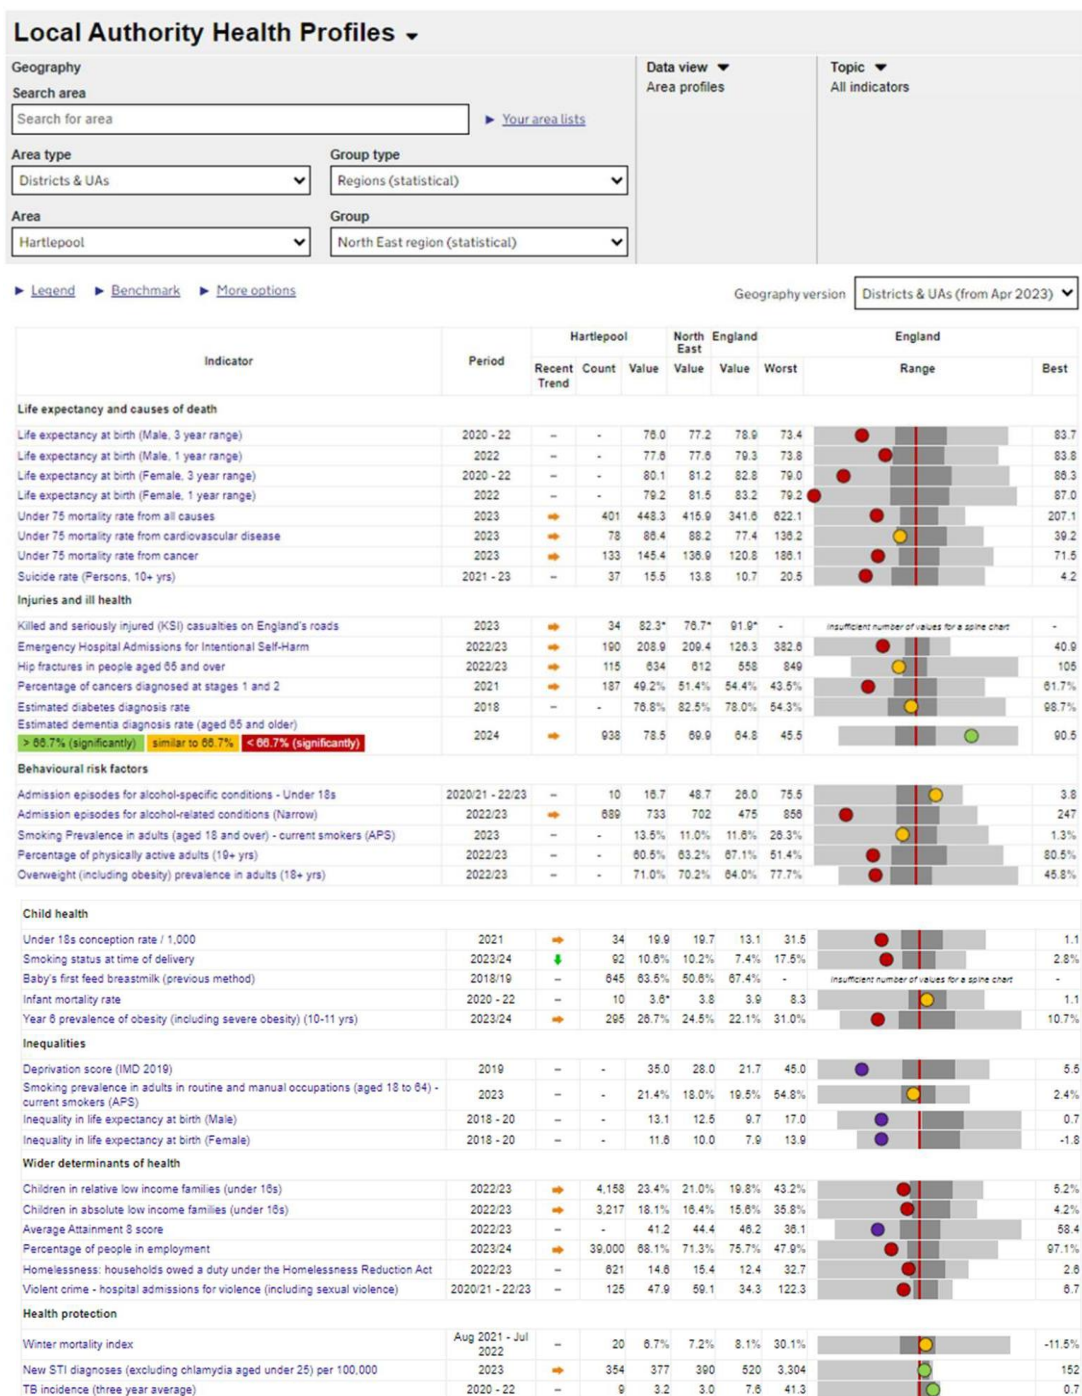 Local Authority Health Profiles
Geography
Search area
Search for area
Your area lists
Area type
Districts & UAs
Group type
Regions (statistical)
Area
Hartlepool
Group
North East region (statistical)
Data view
Area profiles
Topic
All indicators
Legend Benchmark More options
Geography version Districts & UAs (from Apr 2023)
Hartlepool North East England England
Indicator Period Recent Trend Count Value Value Value Worst Range Best
Life expectancy and causes of death
Life expectancy at birth (Male, 3 year range) 2020 - 22 – - 76.0 77.2 78.9 73.4 83.7
Life expectancy at birth (Male, 1 year range) 2022 – - 77.6 77.6 79.3 73.8 83.8
Life expectancy at birth (Female, 3 year range) 2020 - 22 – - 80.1 81.2 82.8 79.0 86.3
Life expectancy at birth (Female, 1 year range) 2022 – - 79.2 81.5 83.2 79.2 87.0
Under 75 mortality rate from all causes 2023 401 448.3 415.9 341.6 622.1 207.1
Under 75 mortality rate from cardiovascular disease 2023 78 86.4 88.2 77.4 136.2 39.2
Under 75 mortality rate from cancer 2023 133 145.4 136.9 120.8 186.1 71.5
Suicide rate (Persons, 10+ yrs) 2021 - 23 – 37 15.5 13.8 10.7 20.5 4.2
Injuries and ill health
Killed and seriously injured (KSI) casualties on England's roads 2023 34 82.3* 76.7* 91.9* - Insufficient number of values for a spine chart -
Emergency Hospital Admissions for Intentional Self-Harm 2022/23 190 208.9 209.4 126.3 382.6 40.9
Hip fractures in people aged 65 and over 2022/23 115 634 612 558 849 105
Percentage of cancers diagnosed at stages 1 and 2 2021 187 49.2% 51.4% 54.4% 43.5% 61.7%
Estimated diabetes diagnosis rate 2018 – - 76.8% 82.5% 78.0% 54.3% 98.7%
Estimated dementia diagnosis rate (aged 65 and older)
> 66.7% (significantly) similar to 66.7% < 66.7% (significantly) 2024 938 78.5 69.9 64.8 45.5 90.5
Behavioural risk factors
Admission episodes for alcohol-specific conditions - Under 18s 2020/21 - 22/23 – 10 16.7 48.7 26.0 75.5 3.8
Admission episodes for alcohol-related conditions (Narrow) 2022/23 689 733 702 475 856 247
Smoking Prevalence in adults (aged 18 and over) - current smokers (APS) 2023 – - 13.5% 11.0% 11.6% 26.3% 1.3%
Percentage of physically active adults (19+ yrs) 2022/23 – - 60.5% 63.2% 67.1% 51.4% 80.5%
Overweight (including obesity) prevalence in adults (18+ yrs) 2022/23 – - 71.0% 70.2% 64.0% 77.7% 45.8%
Child health
Under 18s conception rate / 1,000 2021 34 19.9 19.7 13.1 31.5 1.1
Smoking status at time of delivery 2023/24 92 10.6% 10.2% 7.4% 17.5% 2.8%
Baby's first feed breastmilk (previous method) 2018/19 – 645 63.5% 50.6% 67.4% - Insufficient number of values for a spine chart -
Infant mortality rate 2020 - 22 – 10 3.6* 3.8 3.9 8.3 1.1
Year 6 prevalence of obesity (including severe obesity) (10-11 yrs) 2023/24 295 26.7% 24.5% 22.1% 31.0% 10.7%
Inequalities
Deprivation score (IMD 2019) 2019 – - 35.0 28.0 21.7 45.0 5.5
Smoking prevalence in adults in routine and manual occupations (aged 18 to 64) -
current smokers (APS) 2023 – - 21.4% 18.0% 19.5% 54.8% 2.4%
Inequality in life expectancy at birth (Male) 2018 - 20 – - 13.1 12.5 9.7 17.0 0.7
Inequality in life expectancy at birth (Female) 2018 - 20 – - 11.6 10.0 7.9 13.9 -1.8
Wider determinants of health
Children in relative low income families (under 16s) 2022/23 4,158 23.4% 21.0% 19.8% 43.2% 5.2%
Children in absolute low income families (under 16s) 2022/23 3,217 18.1% 16.4% 15.6% 35.8% 4.2%
Average Attainment 8 score 2022/23 – - 41.2 44.4 46.2 36.1 58.4
Percentage of people in employment 2023/24 39,000 68.1% 71.3% 75.7% 47.9% 97.1%
Homelessness: households owed a duty under the Homelessness Reduction Act 2022/23 – 621 14.6 15.4 12.4 32.7 2.6
Violent crime - hospital admissions for violence (including sexual violence) 2020/21 - 22/23 – 125 47.9 59.1 34.3 122.3 6.7
Health protection
Winter mortality index Aug 2021 - Jul 2022 – 20 6.7% 7.2% 8.1% 30.1% -11.5%
New STI diagnoses (excluding chlamydia aged under 25) per 100,000 2023 354 377 390 520 3,304 152
TB incidence (three year average) 2020 - 22 – 9 3.2 3.0 7.6 41.3 0.7